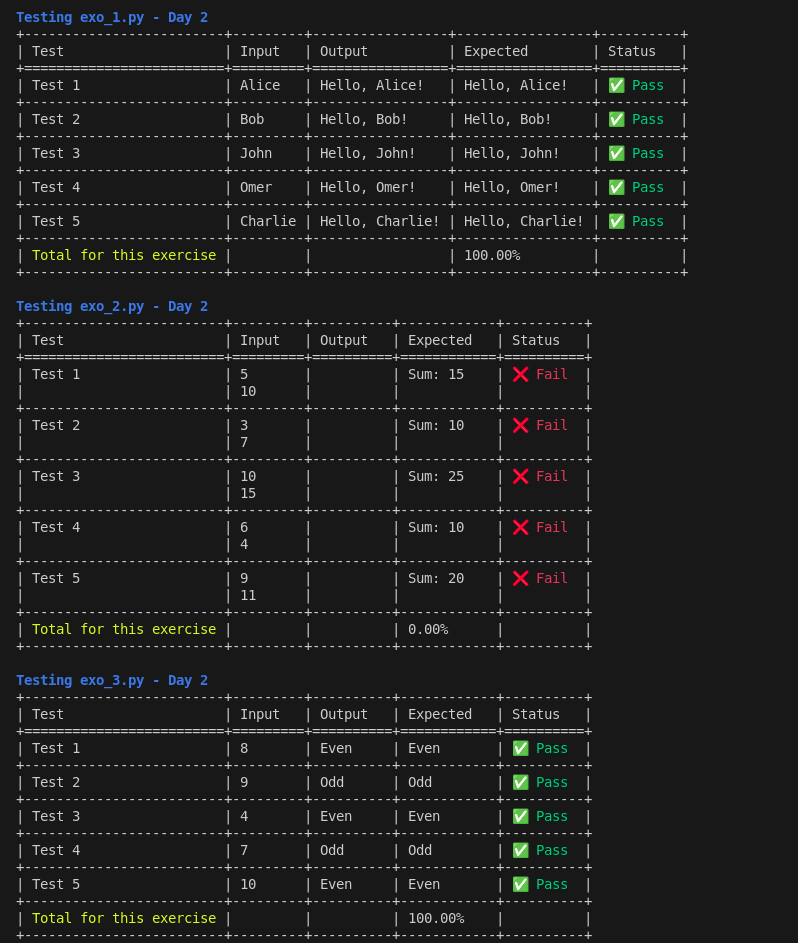 Testing exo_1.py - Day 2
+-------------------------+---------+-----------------+-----------------+----------+
| Test                    | Input   | Output          | Expected        | Status   |
+=========================+=========+=================+=================+==========+
| Test 1                  | Alice   | Hello, Alice!   | Hello, Alice!   | ✅ Pass  |
+-------------------------+---------+-----------------+-----------------+----------+
| Test 2                  | Bob     | Hello, Bob!     | Hello, Bob!     | ✅ Pass  |
+-------------------------+---------+-----------------+-----------------+----------+
| Test 3                  | John    | Hello, John!    | Hello, John!    | ✅ Pass  |
+-------------------------+---------+-----------------+-----------------+----------+
| Test 4                  | Omer    | Hello, Omer!    | Hello, Omer!    | ✅ Pass  |
+-------------------------+---------+-----------------+-----------------+----------+
| Test 5                  | Charlie | Hello, Charlie! | Hello, Charlie! | ✅ Pass  |
+-------------------------+---------+-----------------+-----------------+----------+
| Total for this exercise |         |                 | 100.00%         |          |
+-------------------------+---------+-----------------+-----------------+----------+
Testing exo_2.py - Day 2
+-------------------------+---------+----------+------------+----------+
| Test                    | Input   | Output   | Expected   | Status   |
+=========================+=========+==========+============+==========+
| Test 1                  | 5       |          | Sum: 15    | ❌ Fail  |
|                         | 10      |          |            |          |
+-------------------------+---------+----------+------------+----------+
| Test 2                  | 3       |          | Sum: 10    | ❌ Fail  |
|                         | 7       |          |            |          |
+-------------------------+---------+----------+------------+----------+
| Test 3                  | 10      |          | Sum: 25    | ❌ Fail  |
|                         | 15      |          |            |          |
+-------------------------+---------+----------+------------+----------+
| Test 4                  | 6       |          | Sum: 10    | ❌ Fail  |
|                         | 4       |          |            |          |
+-------------------------+---------+----------+------------+----------+
| Test 5                  | 9       |          | Sum: 20    | ❌ Fail  |
|                         | 11      |          |            |          |
+-------------------------+---------+----------+------------+----------+
| Total for this exercise |         |          | 0.00%      |          |
+-------------------------+---------+----------+------------+----------+
Testing exo_3.py - Day 2
+-------------------------+---------+----------+------------+----------+
| Test                    | Input   | Output   | Expected   | Status   |
+=========================+=========+==========+============+==========+
| Test 1                  | 8       | Even     | Even       | ✅ Pass  |
+-------------------------+---------+----------+------------+----------+
| Test 2                  | 9       | Odd      | Odd        | ✅ Pass  |
+-------------------------+---------+----------+------------+----------+
| Test 3                  | 4       | Even     | Even       | ✅ Pass  |
+-------------------------+---------+----------+------------+----------+
| Test 4                  | 7       | Odd      | Odd        | ✅ Pass  |
+-------------------------+---------+----------+------------+----------+
| Test 5                  | 10      | Even     | Even       | ✅ Pass  |
+-------------------------+---------+----------+------------+----------+
| Total for this exercise |         |          | 100.00%    |          |
+-------------------------+---------+----------+------------+----------+